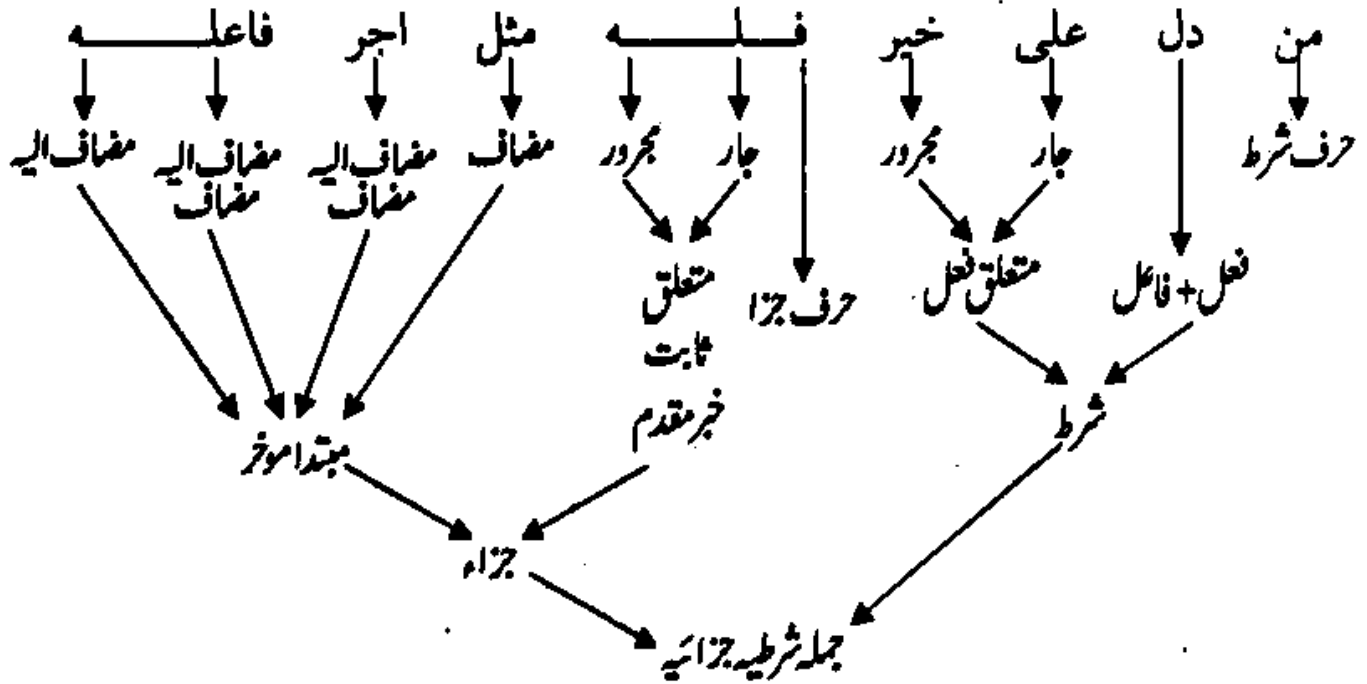 من دل على خير فله مثل اجر فاعله
حرف شرط جار مجرور جار مجرور مضاف مضاف الیہ مضاف الیہ مضاف الیہ
مضاف مضاف
فعل+فاعل متعلق فعل حرف جزا متعلق
ثابت
شرط خبر مقدم
مبتدا موخر
جزاء
جملہ شرطیہ جزائیہ